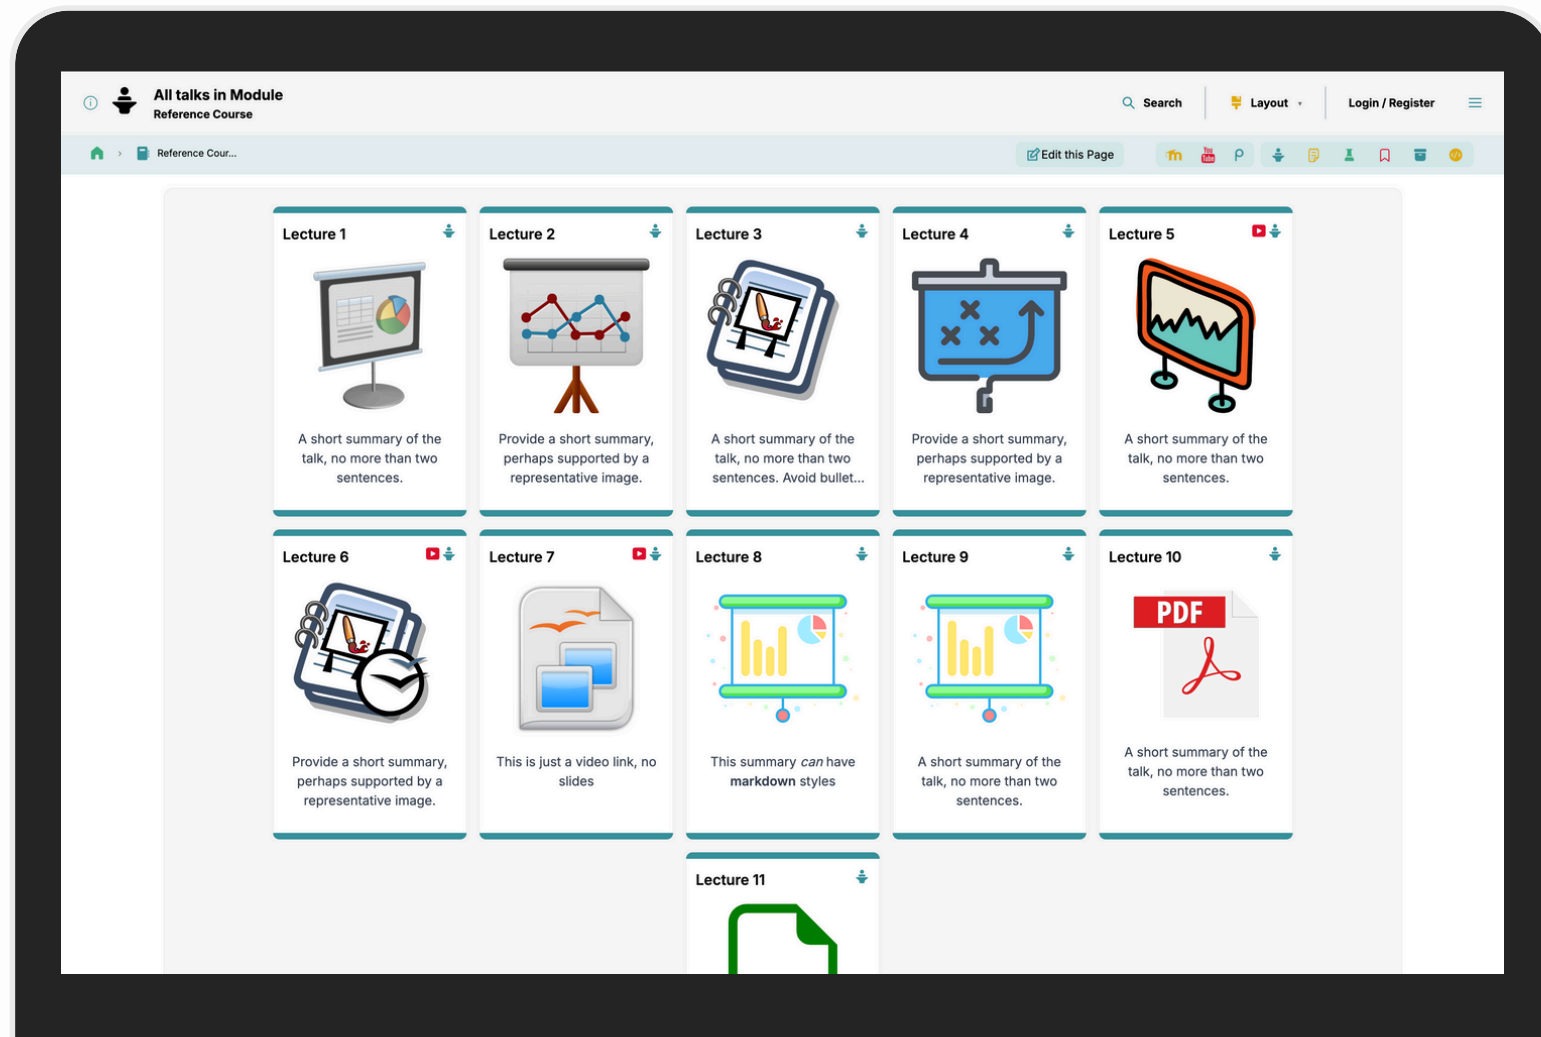 All talks in Module
Reference Course
Search
Layout
Login / Register
Reference Cour...
Edit this Page
You
Tube
Lecture 1
A short summary of the
talk, no more than two
sentences.
Lecture 2
Provide a short summary,
perhaps supported by a
representative image.
Lecture 3
A short summary of the
talk, no more than two
sentences. Avoid bullet...
Lecture 4
Provide a short summary,
perhaps supported by a
representative image.
Lecture 5
A short summary of the
talk, no more than two
sentences.
Lecture 6
Provide a short summary,
perhaps supported by a
representative image.
Lecture 7
This is just a video link, no
slides
Lecture 8
This summary can have
markdown styles
Lecture 9
A short summary of the
talk, no more than two
sentences.
Lecture 10
PDF
A short summary of the
talk, no more than two
sentences.
Lecture 11